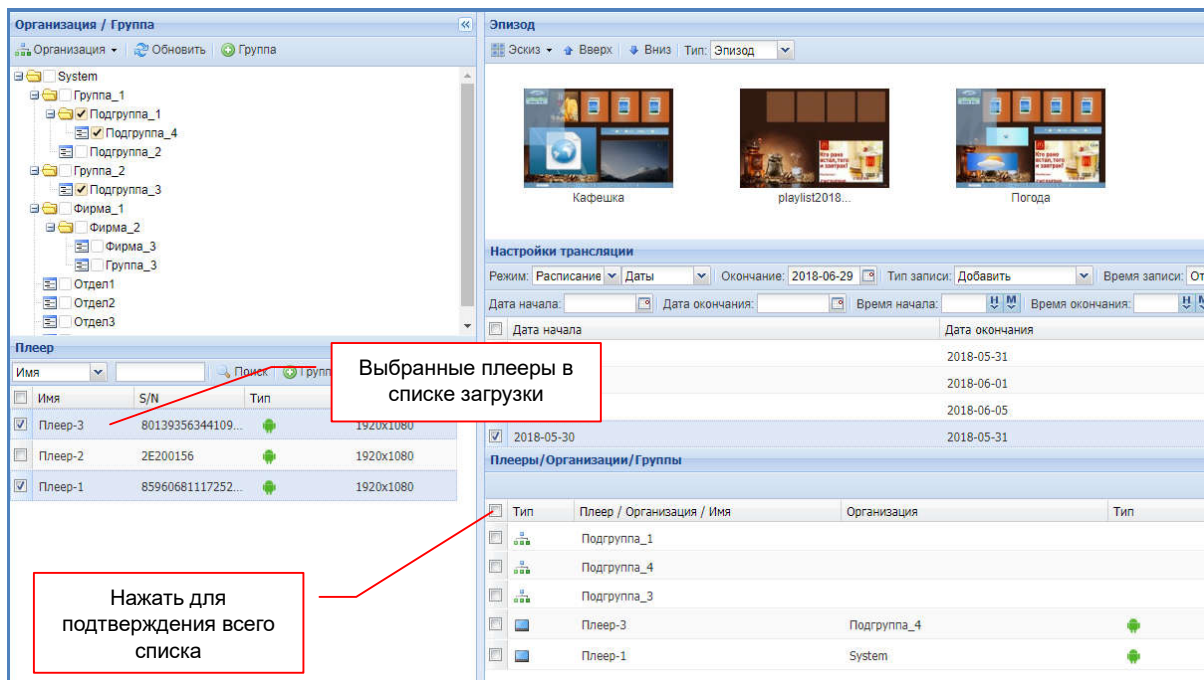 Организация / Группа
Организация Обновить Группа
System
Группа_1
Подгруппа_1
Подгруппа_4
Подгруппа_2
Группа_2
Подгруппа_3
Фирма_1
Фирма_2
Фирма_3
Группа_3
Отдел1
Отдел2
Отдел3
Плеер
Имя Поиск Групп
Имя S/N Тип
Плеер-3 80139356344109... 1920x1080
Плеер-2 2E200156 1920x1080
Плеер-1 85960681117252... 1920x1080
Выбранные плееры в
списке загрузки
Нажать для
подтверждения всего
списка
Эпизод
Эскиз Вверх Вниз Тип: Эпизод
Кафешка playlist2018... Погода
Настройки трансляции
Режим: Расписание Даты Окончание: 2018-06-29 Тип записи: Добавить Время записи: От
Дата начала: Дата окончания: Время начала: H M Время окончания: H M
Дата начала Дата окончания
2018-05-31
2018-06-01
2018-06-05
2018-05-30 2018-05-31
Плееры/Организации/Группы
Тип Плеер / Организация / Имя Организация Тип
Подгруппа_1
Подгруппа_4
Подгруппа_3
Плеер-3 Подгруппа_4
Плеер-1 System